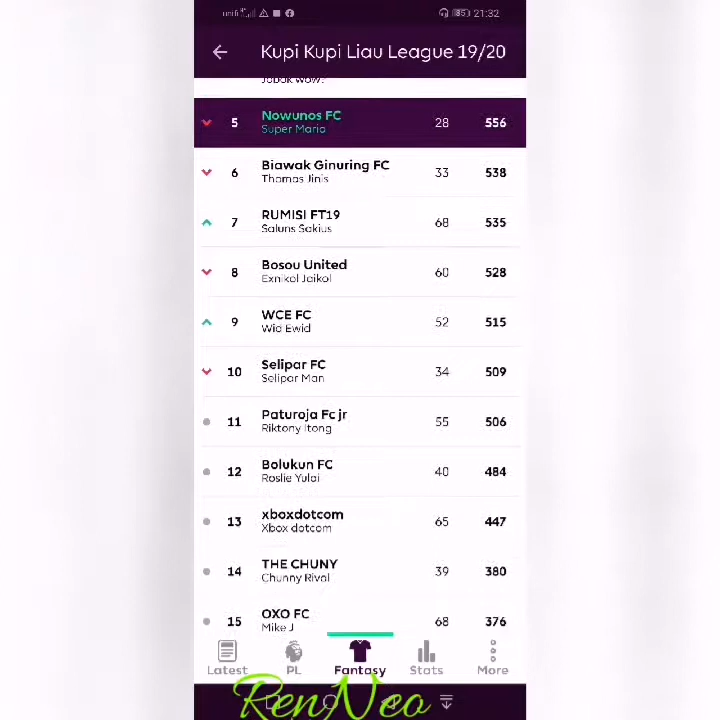 unifi 85 21:32
Kupi Kupi Liau League 19/20
5 Nowunos FC 28 556
Super Mario
6 Biawak Ginuring FC 33 538
Thomas Jinis
7 RUMISI FT19 68 535
Saluns Sakius
8 Bosou United 60 528
Exnikol Jaikol
9 WCE FC 52 515
Wid Ewid
10 Selipar FC 34 509
Selipar Man
11 Paturoja Fc jr 55 506
Riktony Itong
12 Bolukun FC 40 484
Roslie Yulai
13 xboxdotcom 65 447
Xbox dotcom
14 THE CHUNY 39 380
Chunny Rival
15 OXO FC 68 376
Mike J
Latest PL Fantasy Stats More
RenNeo